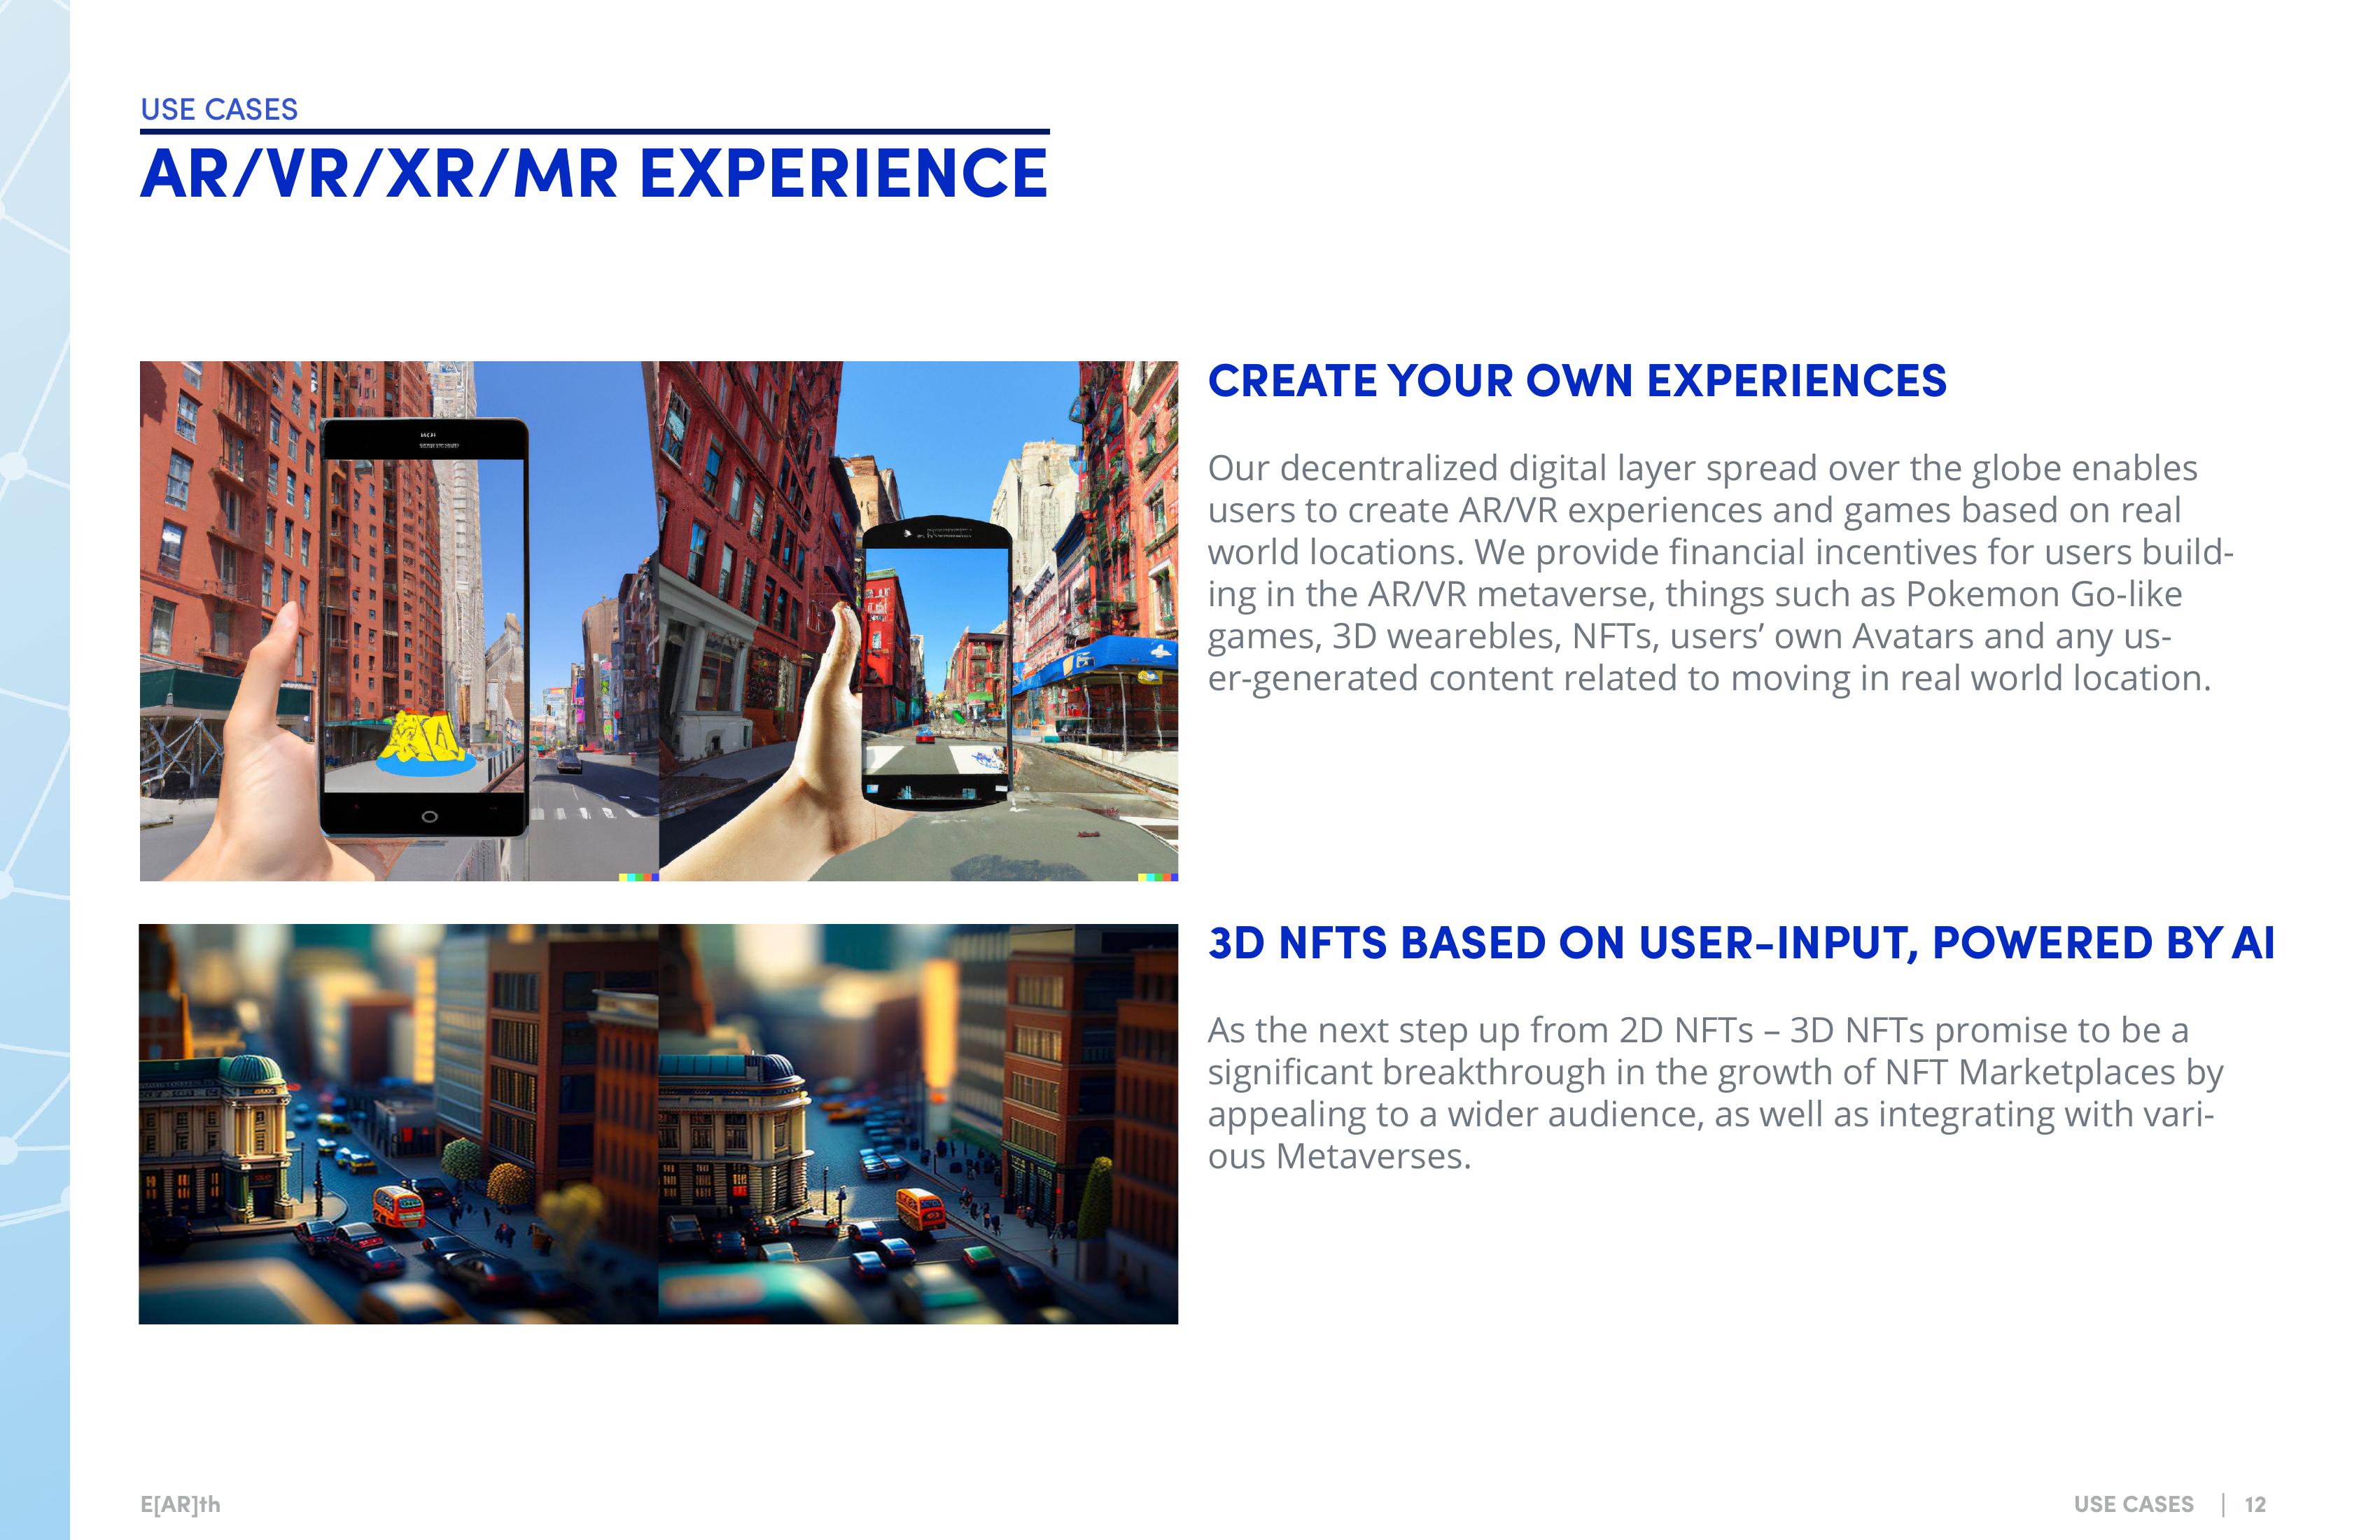 USE CASES
AR/VR/XR/MR EXPERIENCE
CREATE YOUR OWN EXPERIENCES
Our decentralized digital layer spread over the globe enables
users to create AR/VR experiences and games based on real
world locations. We provide financial incentives for users build-
ing in the AR/VR metaverse, things such as Pokemon Go-like
games, 3D wearebles, NFTs, users’ own Avatars and any us-
er-generated content related to moving in real world location.
3D NFTS BASED ON USER-INPUT, POWERED BY AI
As the next step up from 2D NFTs – 3D NFTs promise to be a
significant breakthrough in the growth of NFT Marketplaces by
appealing to a wider audience, as well as integrating with vari-
ous Metaverses.
E[AR]th
USE CASES | 12